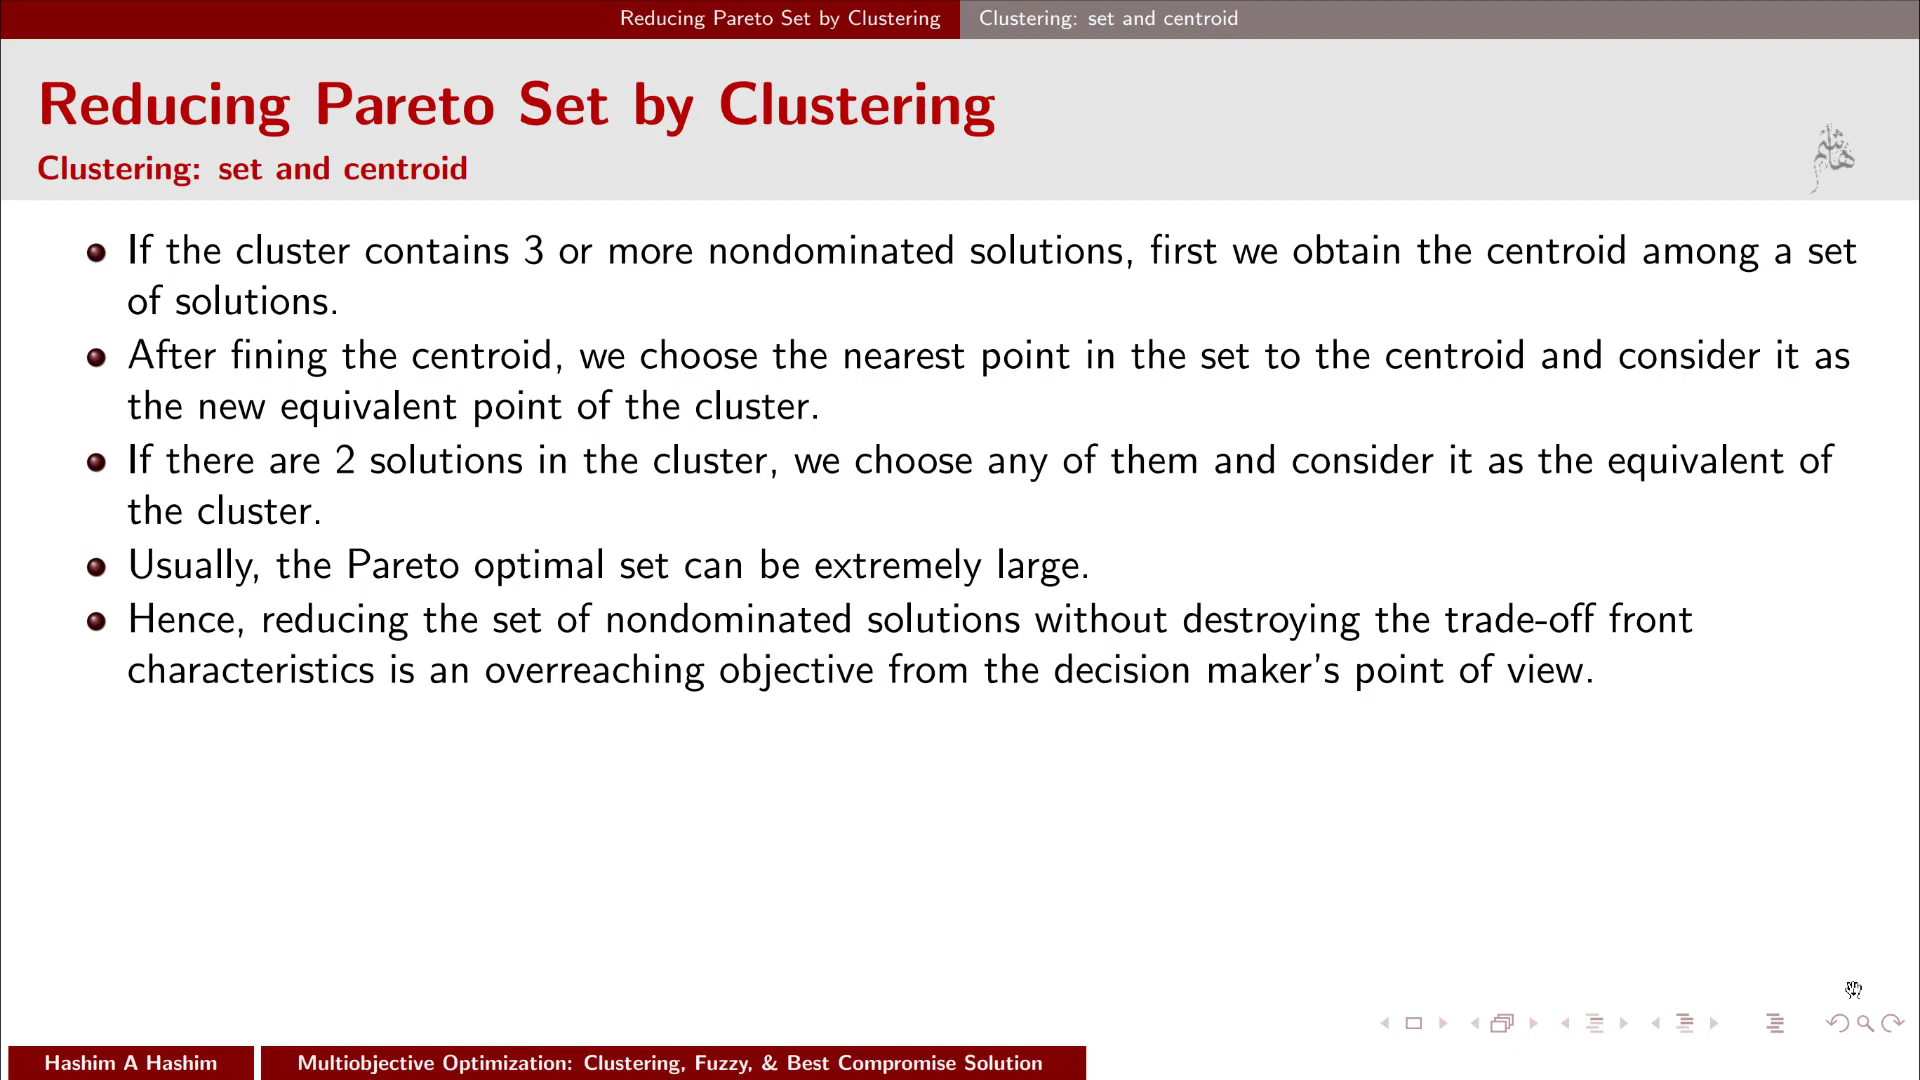 Reducing Pareto Set by Clustering
Clustering: set and centroid
Reducing Pareto Set by Clustering
Clustering: set and centroid
هاشم
If the cluster contains 3 or more nondominated solutions, first we obtain the centroid among a set
of solutions.
After fining the centroid, we choose the nearest point in the set to the centroid and consider it as
the new equivalent point of the cluster.
If there are 2 solutions in the cluster, we choose any of them and consider it as the equivalent of
the cluster.
Usually, the Pareto optimal set can be extremely large.
Hence, reducing the set of nondominated solutions without destroying the trade-off front
characteristics is an overreaching objective from the decision maker's point of view.
Hashim A Hashim
Multiobjective Optimization: Clustering, Fuzzy, & Best Compromise Solution